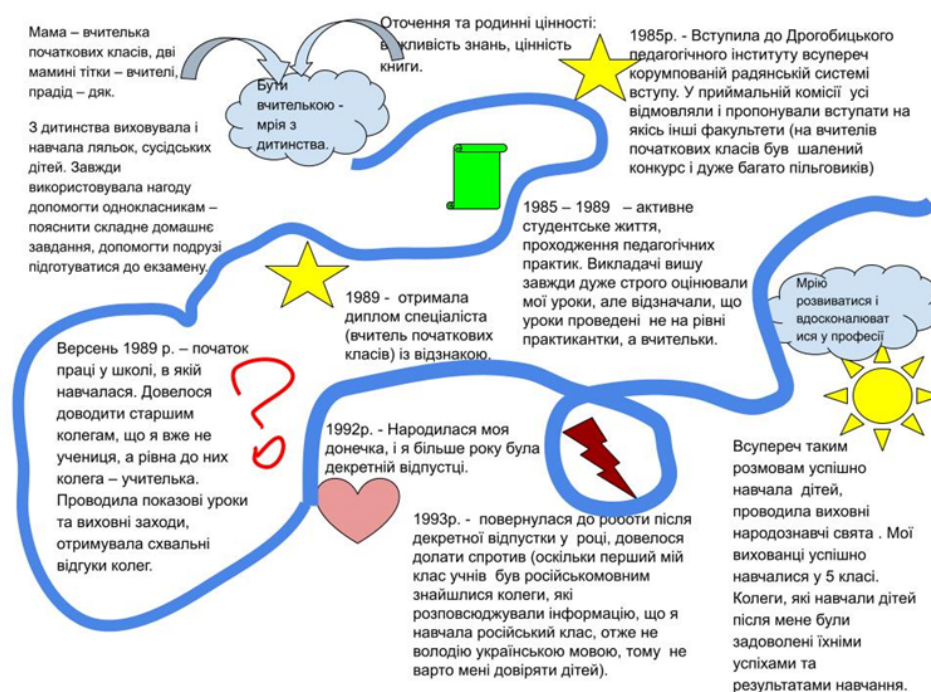 Мама – вчителька
початкових класів, дві
мамині тітки – вчителі,
прадід – дяк.
З дитинства виховувала і
навчала ляльок, сусідських
дітей. Завжди
використовувала нагоду
допомогти однокласникам –
пояснити складне домашнє
завдання, допомогти подрузі
підготуватися до екзамену.
Бути
вчителькою -
мрія з
дитинства.
Оточення та родинні цінності:
важливість знань, цінність
книги.
1985р. - Вступила до Дрогобицького
педагогічного інституту всупереч
корумпованій радянській системі
вступу. У приймальній комісії усі
відмовляли і пропонували вступати на
якісь інші факультети (на вчителів
початкових класів був шалений
конкурс і дуже багато пільговиків)
1985 – 1989 – активне
студентське життя,
проходження педагогічних
практик. Викладачі вишу
завжди дуже строго оцінювали
мої уроки, але відзначали, що
уроки проведені не на рівні
практикантки, а вчительки.
1989 - отримала
диплом спеціаліста
(вчитель початкових
класів) із відзнакою.
Версень 1989 р. – початок
праці у школі, в якій
навчалася. Довелося
доводити старшим
колегам, що я вже не
учениця, а рівна до них
колега – учителька.
Проводила показові уроки
та виховні заходи,
отримувала схвальні
відгуки колег.
1992р. - Народилася моя
донечка, і я більше року була
декретній відпустці.
1993р. - повернулася до роботи після
декретної відпустки у році, довелося
долати спротив (оскільки перший мій
клас учнів був російськомовним
знайшлися колеги, які
розповсюджували інформацію, що я
навчала російський клас, отже не
володію українською мовою, тому не
варто мені довіряти дітей).
Мрію
розвиватися і
вдосконалюват
ися у професії
Всупереч таким
розмовам успішно
навчала дітей,
проводила виховні
народознавчі свята . Мої
вихованці успішно
навчалися у 5 класі.
Колеги, які навчали дітей
після мене були
задоволені їхніми
успіхами та
результатами навчання.